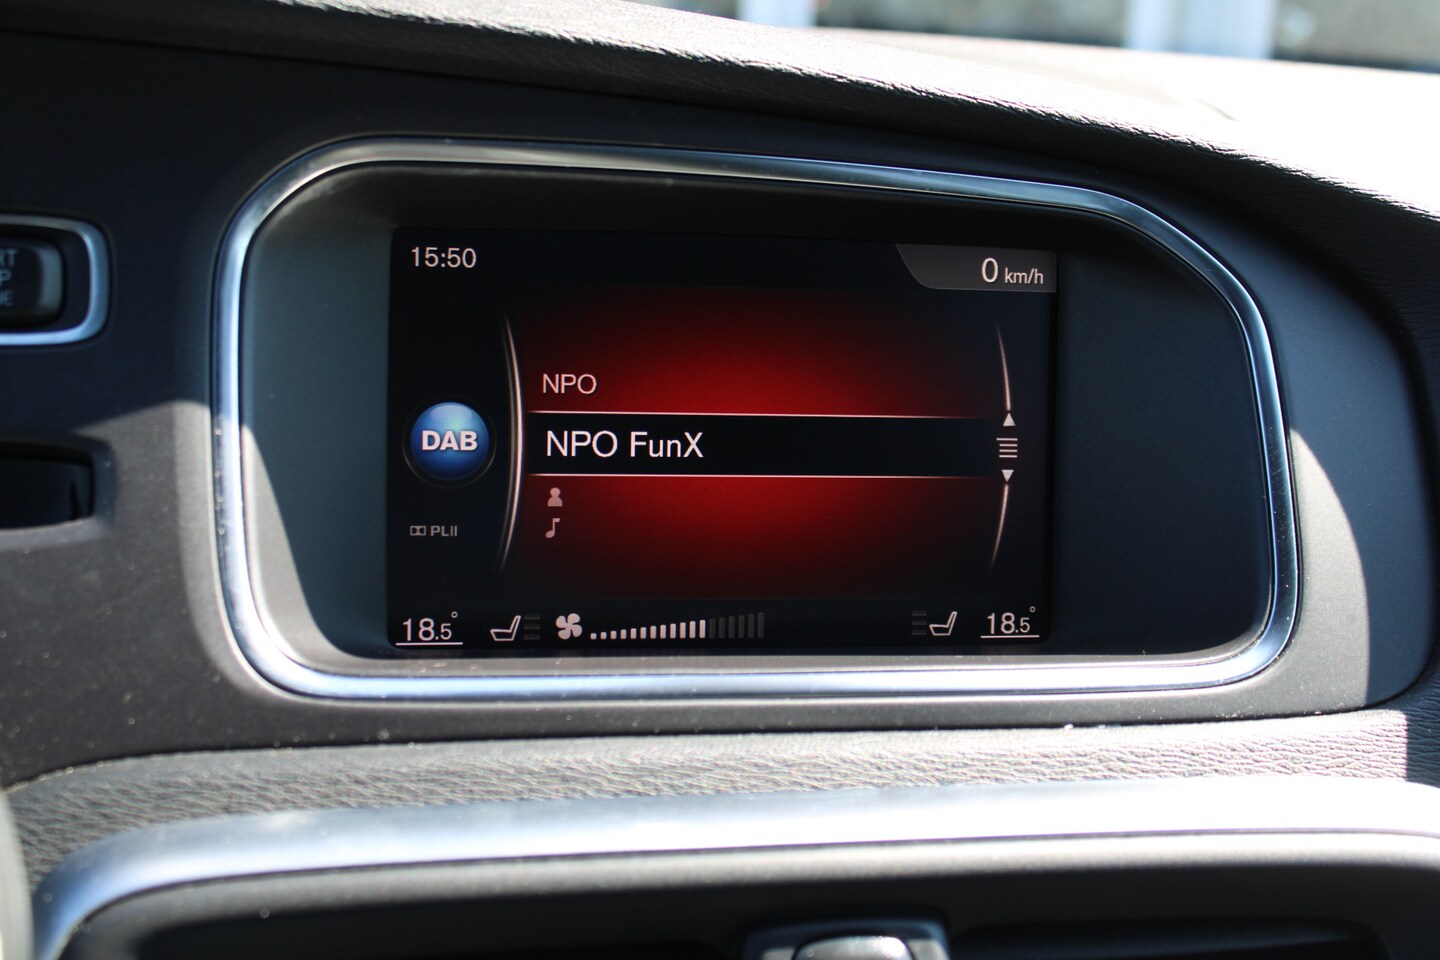 15:50
0 km/h
NPO
DAB
NPO FunX
PLII
18.5°
18.5°